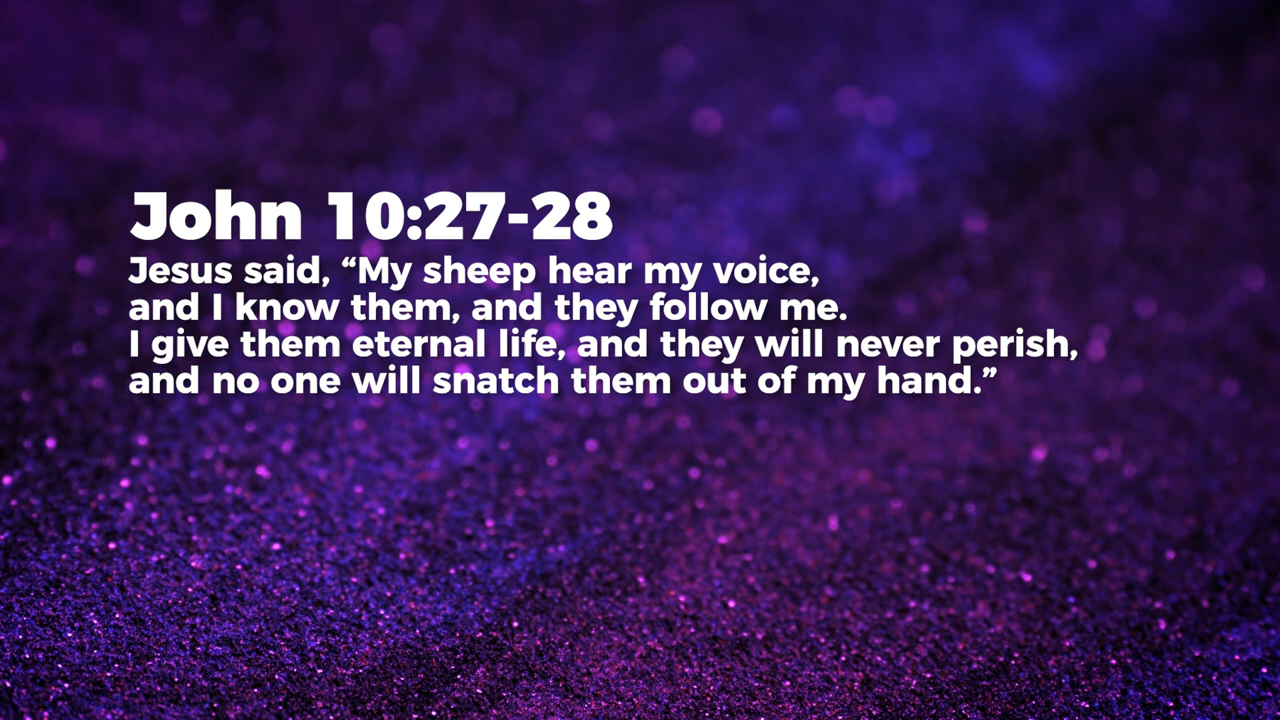 John 10:27-28
Jesus said, “My sheep hear my voice,
and I know them, and they follow me.
I give them eternal life, and they will never perish,
and no one will snatch them out of my hand.”